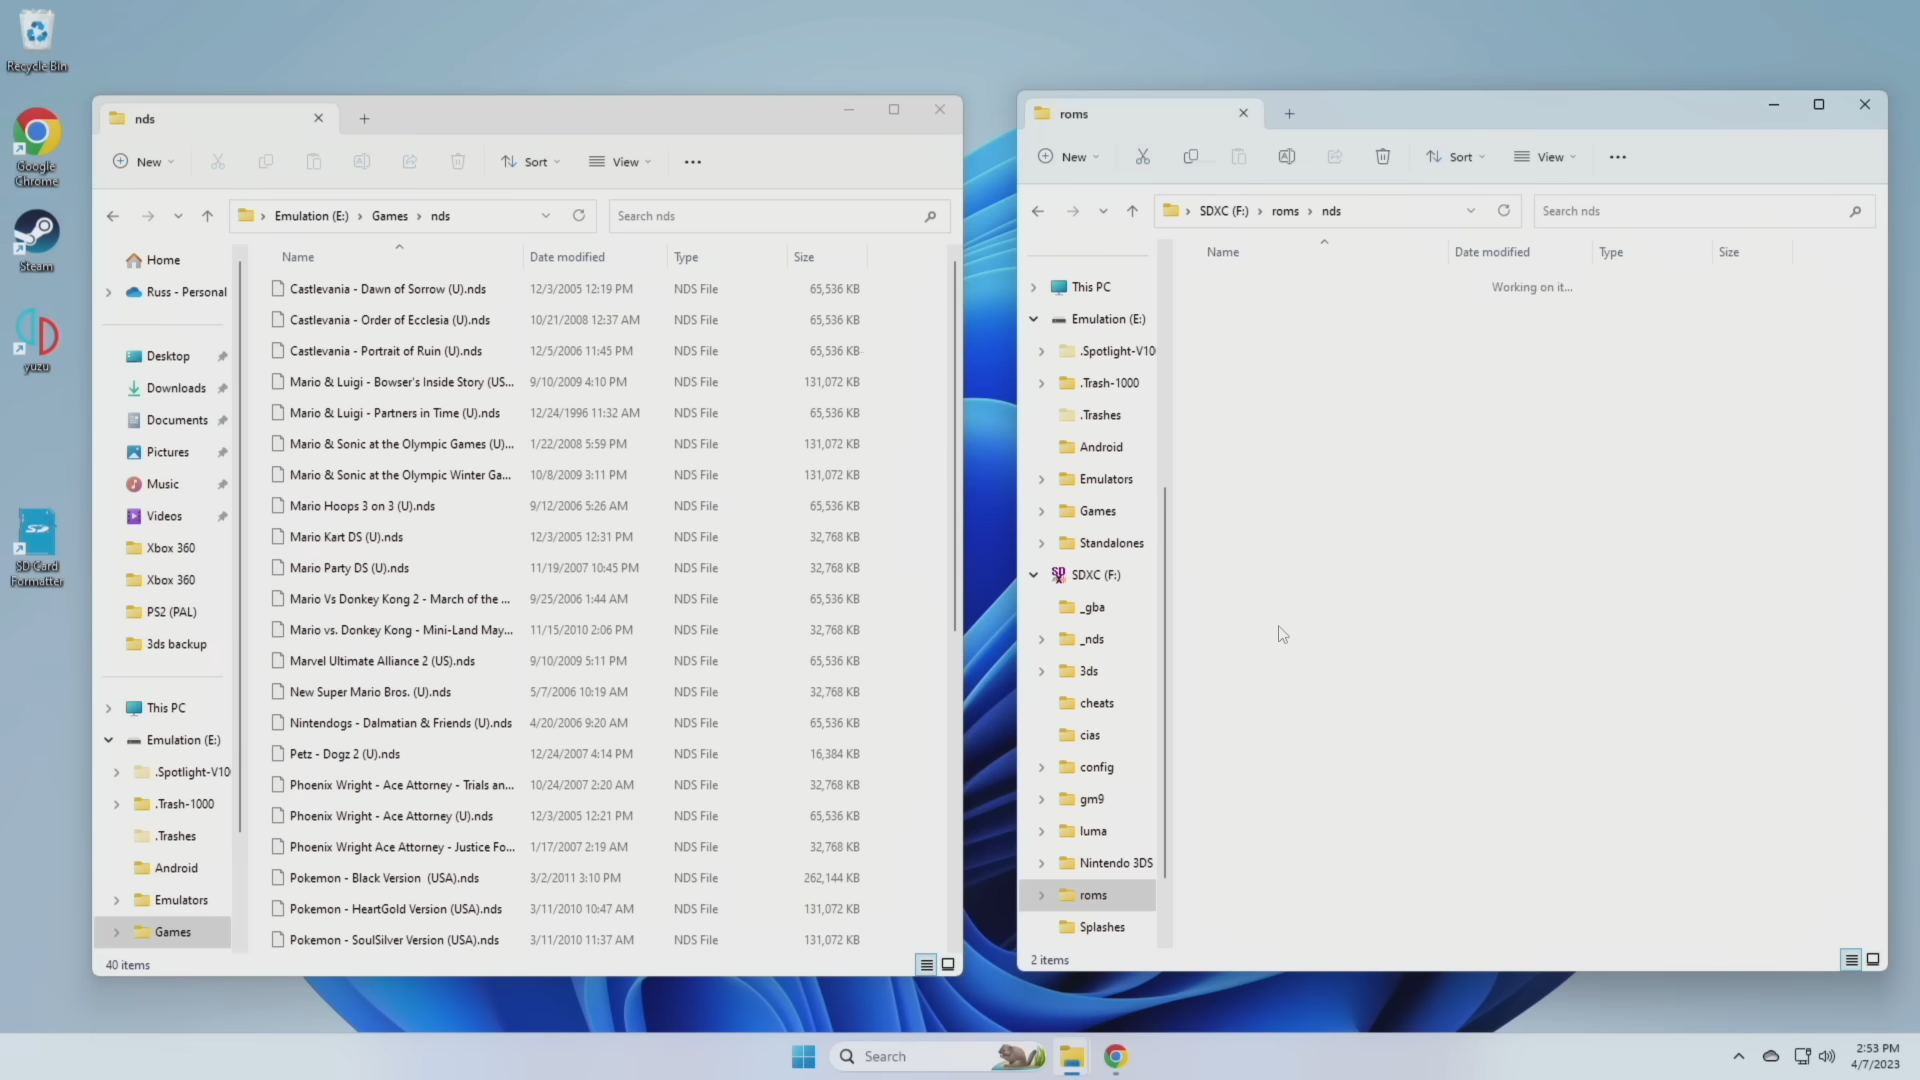 Recycle Bin
Google
Chrome
Steam
yuzu
SD Card
Formatter
nds
New
Sort
View
Emulation (E:) > Games > nds
Search nds
Home
Russ - Personal
Desktop
Downloads
Documents
Pictures
Music
Videos
Xbox 360
Xbox 360
PS2 (PAL)
3ds backup
This PC
Emulation (E:)
.Spotlight-V10
.Trash-1000
.Trashes
Android
Emulators
Games
Name Date modified Type Size
Castlevania - Dawn of Sorrow (U).nds 12/3/2005 12:19 PM NDS File 65,536 KB
Castlevania - Order of Ecclesia (U).nds 10/21/2008 12:37 AM NDS File 65,536 KB
Castlevania - Portrait of Ruin (U).nds 12/5/2006 11:45 PM NDS File 65,536 KB
Mario & Luigi - Bowser's Inside Story (US... 9/10/2009 4:10 PM NDS File 131,072 KB
Mario & Luigi - Partners in Time (U).nds 12/24/1996 11:32 AM NDS File 65,536 KB
Mario & Sonic at the Olympic Games (U)... 1/22/2008 5:59 PM NDS File 131,072 KB
Mario & Sonic at the Olympic Winter Ga... 10/8/2009 3:11 PM NDS File 131,072 KB
Mario Hoops 3 on 3 (U).nds 9/12/2006 5:26 AM NDS File 65,536 KB
Mario Kart DS (U).nds 12/3/2005 12:31 PM NDS File 32,768 KB
Mario Party DS (U).nds 11/19/2007 10:45 PM NDS File 32,768 KB
Mario Vs Donkey Kong 2 - March of the ... 9/25/2006 1:44 AM NDS File 65,536 KB
Mario vs. Donkey Kong - Mini-Land May... 11/15/2010 2:06 PM NDS File 32,768 KB
Marvel Ultimate Alliance 2 (US).nds 9/10/2009 5:11 PM NDS File 65,536 KB
New Super Mario Bros. (U).nds 5/7/2006 10:19 AM NDS File 32,768 KB
Nintendogs - Dalmatian & Friends (U).nds 4/20/2006 9:20 AM NDS File 65,536 KB
Petz - Dogz 2 (U).nds 12/24/2007 4:14 PM NDS File 16,384 KB
Phoenix Wright - Ace Attorney - Trials an... 10/24/2007 2:20 AM NDS File 32,768 KB
Phoenix Wright - Ace Attorney (U).nds 12/3/2005 12:21 PM NDS File 65,536 KB
Phoenix Wright Ace Attorney - Justice Fo... 1/17/2007 2:19 AM NDS File 32,768 KB
Pokemon - Black Version (USA).nds 3/2/2011 3:10 PM NDS File 262,144 KB
Pokemon - HeartGold Version (USA).nds 3/11/2010 10:47 AM NDS File 131,072 KB
Pokemon - SoulSilver Version (USA).nds 3/11/2010 11:37 AM NDS File 131,072 KB
40 items
roms
New
Sort
View
SDXC (F:) > roms > nds
Search nds
Name Date modified Type Size
Working on it...
This PC
Emulation (E:)
.Spotlight-V10
.Trash-1000
.Trashes
Android
Emulators
Games
Standalones
SDXC (F:)
_gba
_nds
3ds
cheats
cias
config
gm9
luma
Nintendo 3DS
roms
Splashes
2 items
Search
2:53 PM
4/7/2023